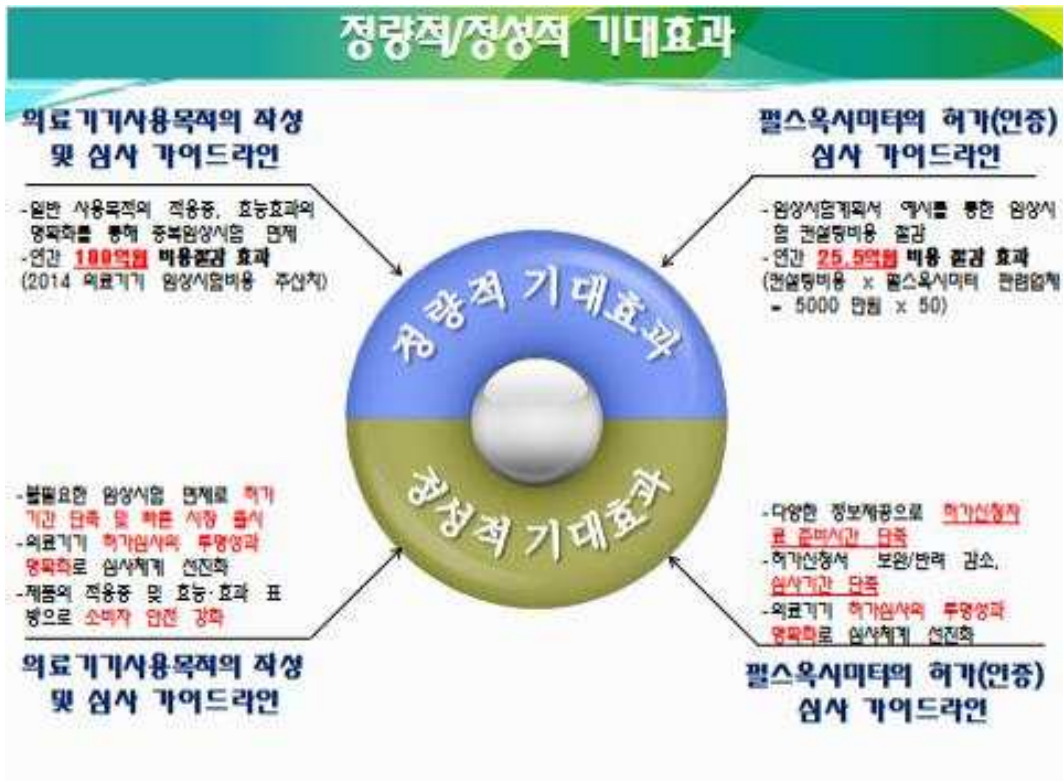 정량적/정성적 기대효과
의료기기사용목적의 작성
및 심사 가이드라인
-일반 사용목적의 적응증, 효능효과의
명확화를 통해 중복임상시험 면제
-연간 180억원 비용절감 효과
(2014 의료기기 임상시험비용 추산치)
펄스옥시미터의 허가(인증)
심사 가이드라인
-임상시험계획서 예시를 통한 임상시
험 컨설팅비용 절감
-연간 25.5억원 비용 절감 효과
(컨설팅비용 x 펄스옥시미터 관련업체
= 5000 만원 x 50)
정량적 기대효과
정성적 기대효과
-불필요한 임상시험 면제로 허가
기간 단축 및 빠른 시장 출시
-의료기기 허가심사의 투명성과
명확화로 심사체계 선진화
-제품의 적응증 및 효능·효과 표
방으로 소비자 안전 강화
의료기기사용목적의 작성
및 심사 가이드라인
-다양한 정보제공으로 허가신청자
료 준비시간 단축
-허가신청서 보완/반려 감소,
심사기간 단축
-의료기기 허가심사의 투명성과
명확화로 심사체계 선진화
펄스옥시미터의 허가(인증)
심사 가이드라인